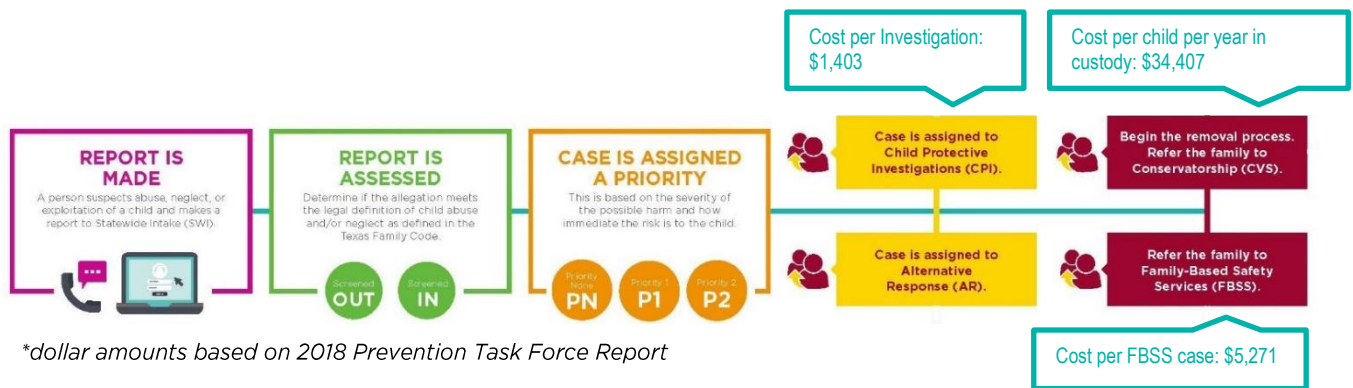 Cost per Investigation:
$1,403
Cost per child per year in
custody: $34,407
REPORT IS
MADE
A person suspects abuse, neglect, or
exploitation of a child and makes a
report to Statewide Intake (SWI)
REPORT IS
ASSESSED
Determine if the allegation meets
the legal definition of child abuse
and/or neglect as defined in the
Texas Family Code.
Screened
OUT
Screened
IN
CASE IS ASSIGNED
A PRIORITY
This is based on the severity of
the possible harm and how
immediate the risk is to the child.
Priority
None
PN
Priority 1
P1
Priority 2
P2
Case is assigned to
Child Protective
Investigations (CPI).
Case is assigned to
Alternative
Response (AR).
Begin the removal process.
Refer the family to
Conservatorship (CVS).
Refer the family to
Family-Based Safety
Services (FBSS).
*dollar amounts based on 2018 Prevention Task Force Report
Cost per FBSS case: $5,271